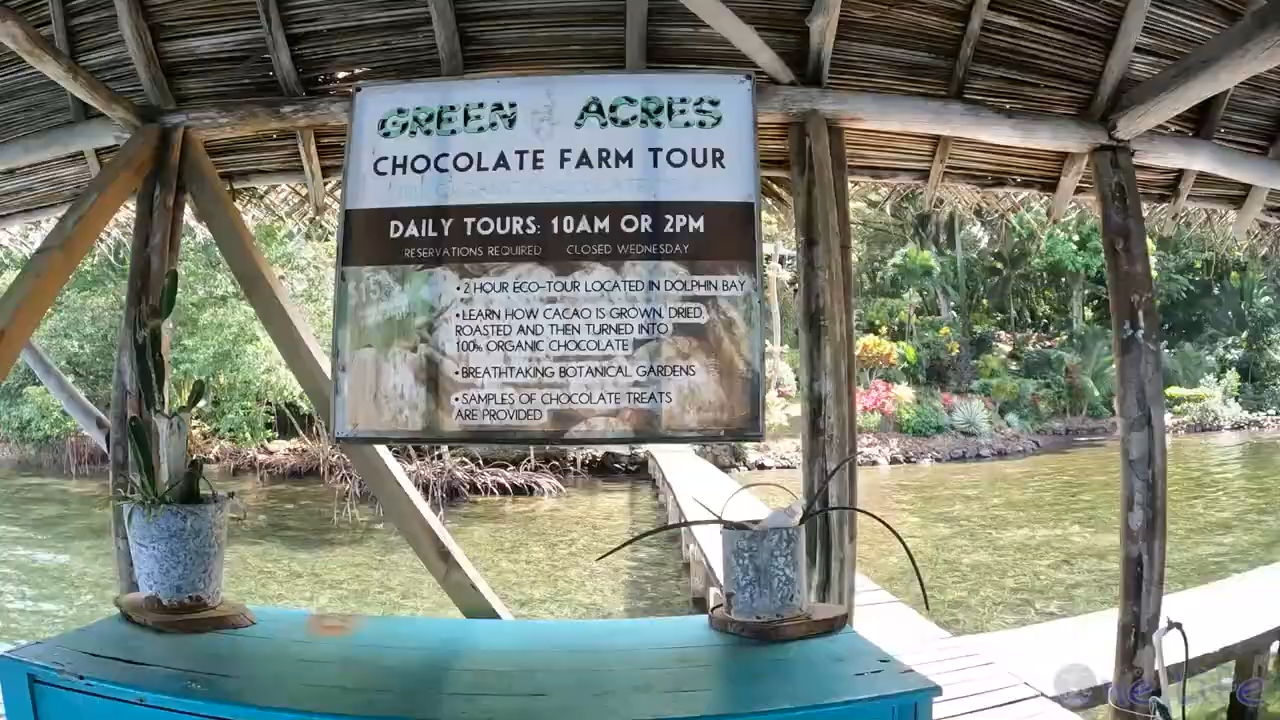 GREEN ACRES
CHOCOLATE FARM TOUR
DAILY TOURS: 10AM OR 2PM
RESERVATIONS REQUIRED CLOSED WEDNESDAY
• 2 HOUR ECO-TOUR LOCATED IN DOLPHIN BAY
• LEARN HOW CACAO IS GROWN, DRIED,
ROASTED AND THEN TURNED INTO
100% ORGANIC CHOCOLATE
• BREATHTAKING BOTANICAL GARDENS
• SAMPLES OF CHOCOLATE TREATS
ARE PROVIDED